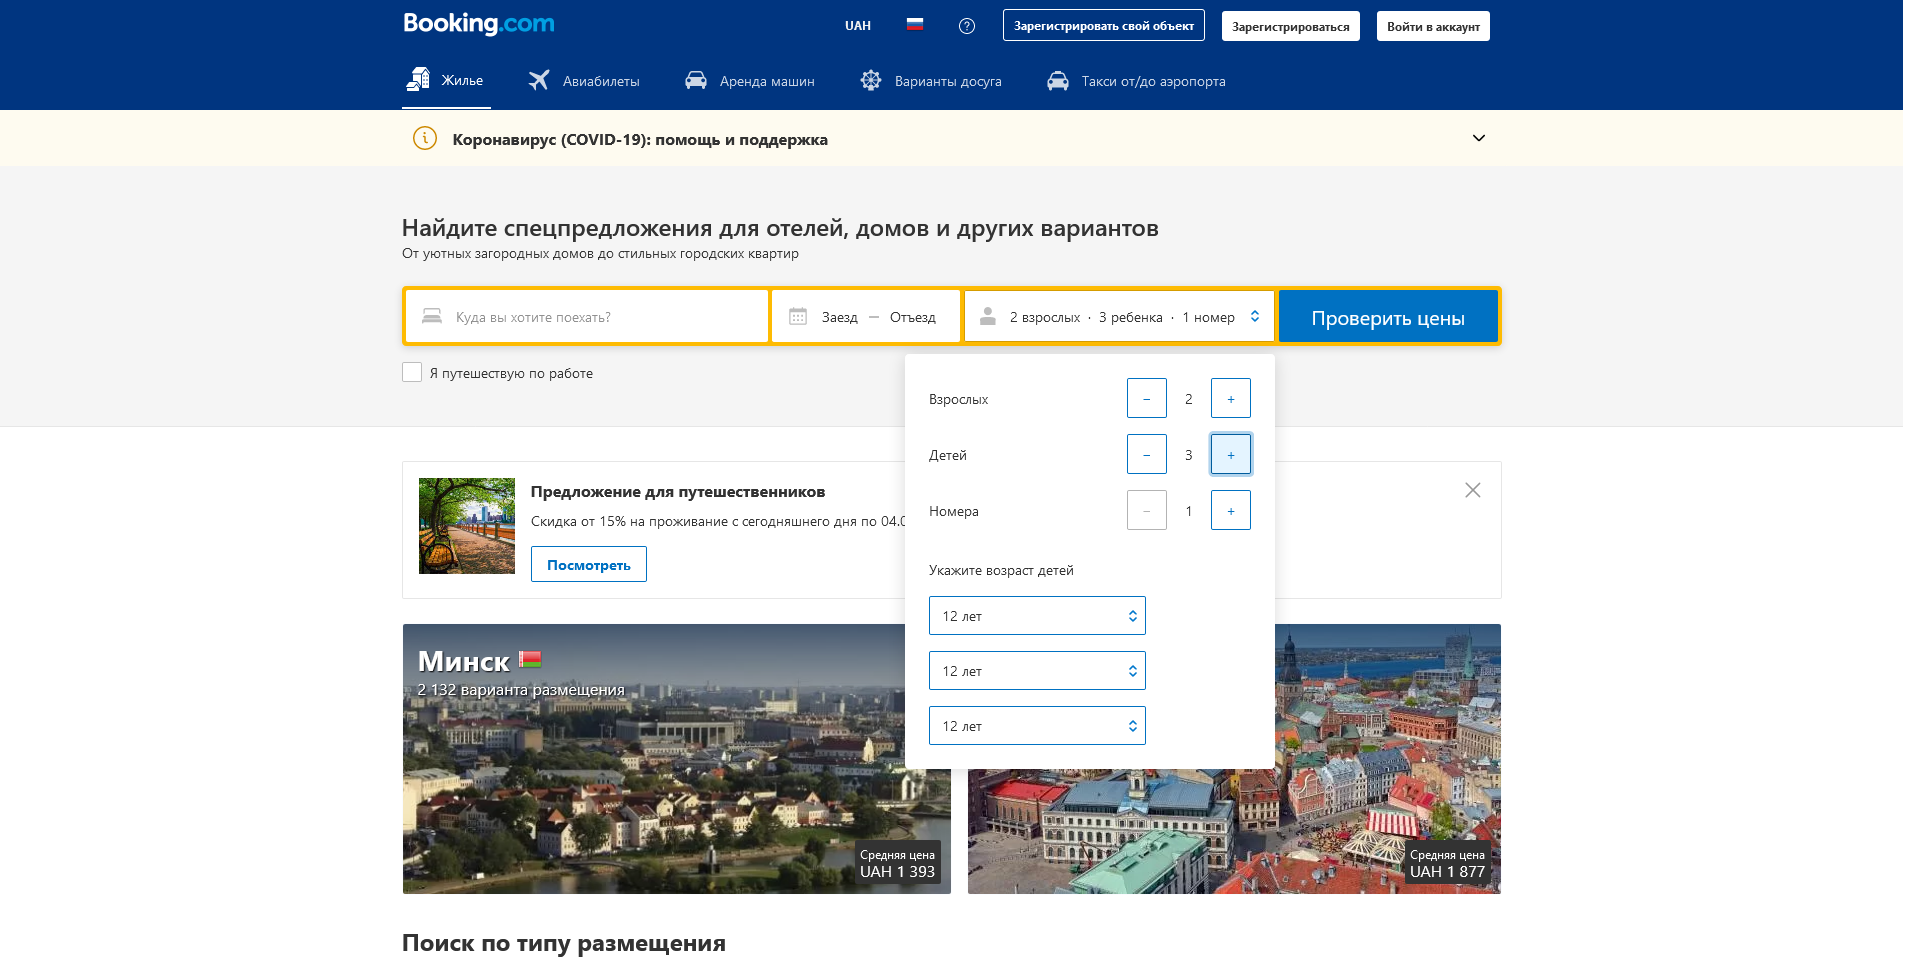 Booking.com
UAH
Зарегистрировать свой объект
Зарегистрироваться
Войти в аккаунт
Жилье
Авиабилеты
Аренда машин
Варианты досуга
Такси от/до аэропорта
Коронавирус (COVID-19): помощь и поддержка
Найдите спецпредложения для отелей, домов и других вариантов
От уютных загородных домов до стильных городских квартир
Куда вы хотите поехать?
Заезд — Отъезд
2 взрослых · 3 ребенка · 1 номер
Проверить цены
Я путешествую по работе
Взрослых
− 2 +
Детей
− 3 +
Номера
− 1 +
Укажите возраст детей
12 лет
12 лет
12 лет
Предложение для путешественников
Скидка от 15% на проживание с сегодняшнего дня по 04.
Посмотреть
Минск
2 132 варианта размещения
Средняя цена
UAH 1 393
Средняя цена
UAH 1 877
Поиск по типу размещения